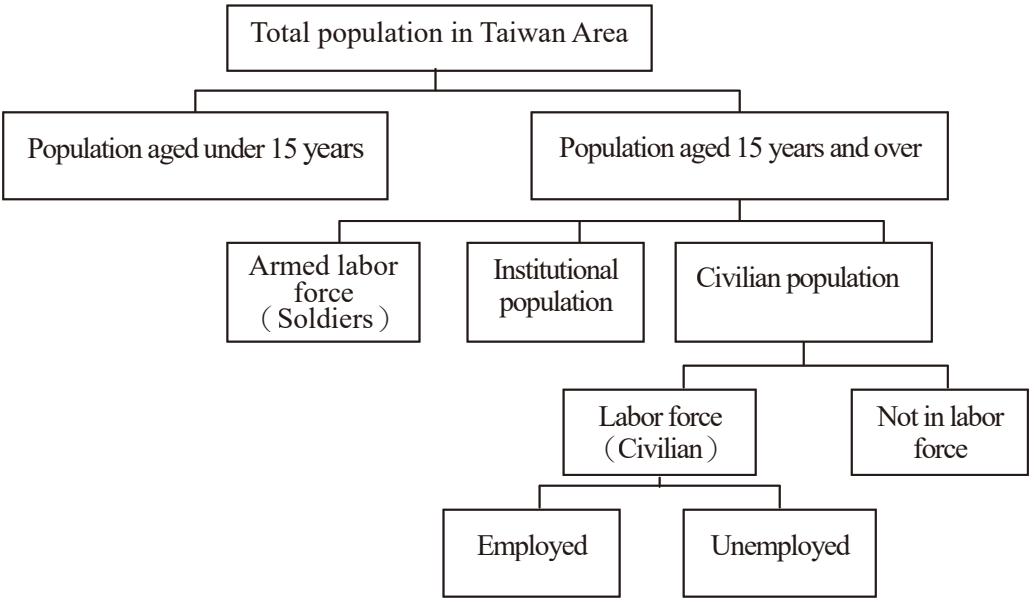 Total population in Taiwan Area
Population aged under 15 years
Population aged 15 years and over
Armed labor
force
（Soldiers）
Institutional
population
Civilian population
Labor force
（Civilian）
Not in labor
force
Employed
Unemployed